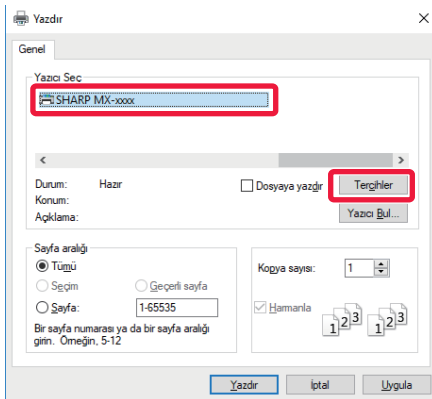 Yazdır
Genel
Yazıcı Seç
SHARP MX-xxxx
Durum: Hazır
Konum:
Açıklama:
Dosyaya yazdır
Tercihler
Yazıcı Bul...
Sayfa aralığı
Tümü
Seçim Geçerli sayfa
Sayfa: 1-65535
Bir sayfa numarası ya da bir sayfa aralığı
girin. Örneğin, 5-12
Kopya sayısı: 1
Harmanla
1 2 3 1 2 3
Yazdır İptal Uygula